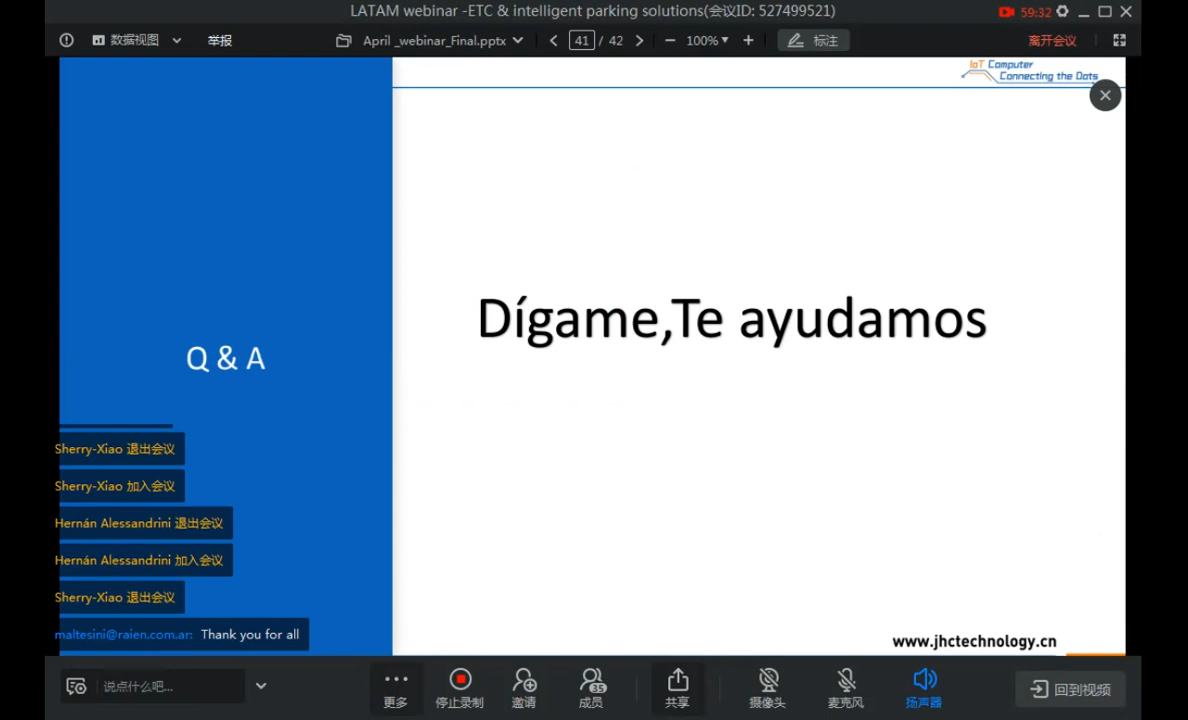 LATAM webinar -ETC & intelligent parking solutions(会议ID: 527499521)
59:32
数据视图
举报
April _webinar_Final.pptx
41 / 42
100%
标注
离开会议
IoT Computer
Connecting the Dots
Dígame,Te ayudamos
Q & A
Sherry-Xiao 退出会议
Sherry-Xiao 加入会议
Hernán Alessandrini 退出会议
Hernán Alessandrini 加入会议
Sherry-Xiao 退出会议
maltesini@raien.com.ar: Thank you for all
www.jhctechnology.cn
说点什么吧...
更多
停止录制
邀请
35
成员
共享
摄像头
麦克风
扬声器
回到视频